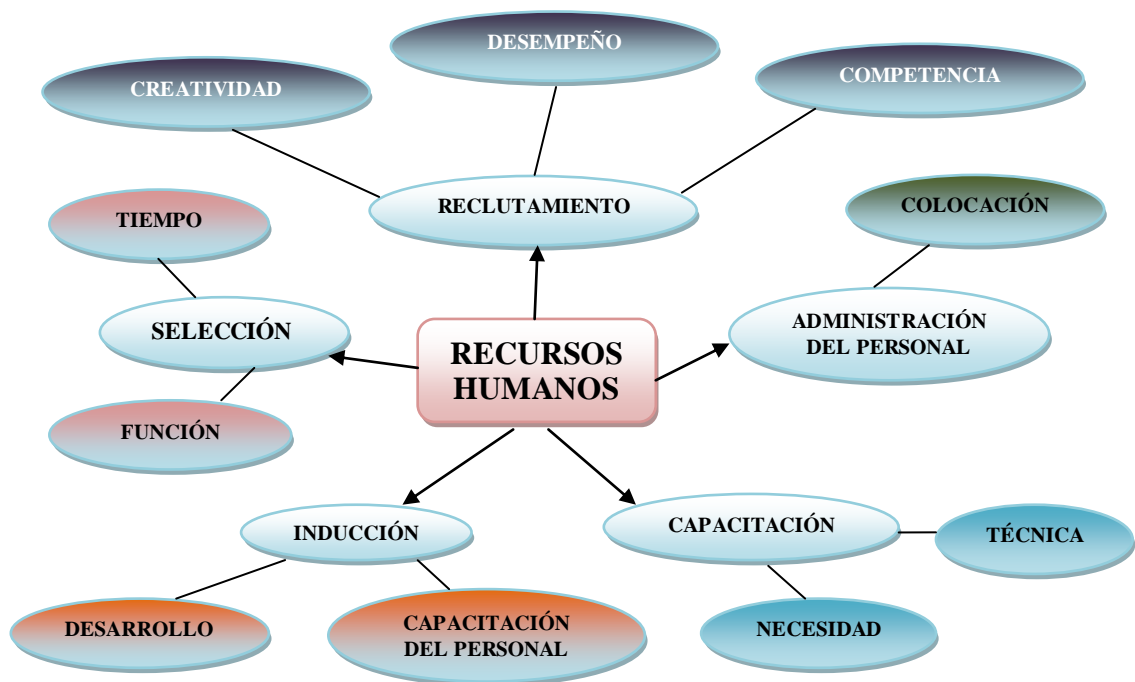 DESEMPEÑO
CREATIVIDAD
COMPETENCIA
RECLUTAMIENTO
TIEMPO
COLOCACIÓN
SELECCIÓN
ADMINISTRACIÓN
DEL PERSONAL
RECURSOS
HUMANOS
FUNCIÓN
INDUCCIÓN
CAPACITACIÓN
TÉCNICA
DESARROLLO
CAPACITACIÓN
DEL PERSONAL
NECESIDAD